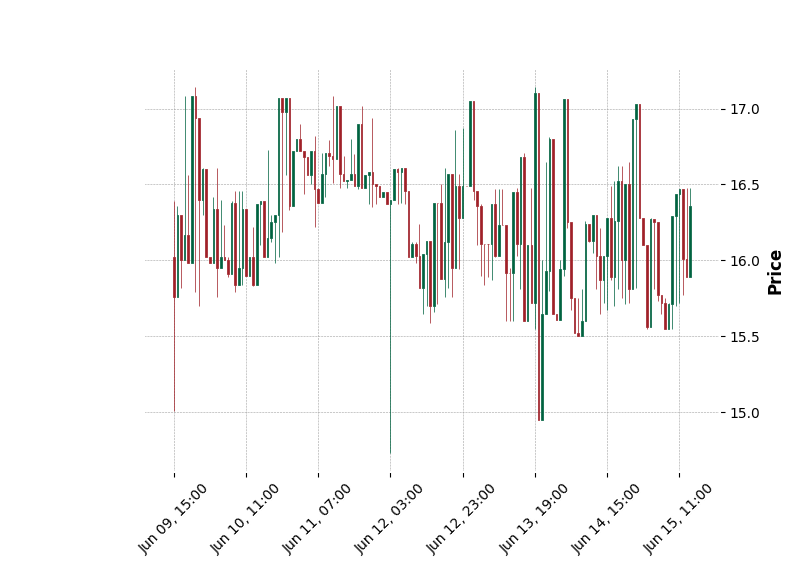 17.0
16.5
16.0
15.5
15.0
Price
Jun 09, 15:00
Jun 10, 11:00
Jun 11, 07:00
Jun 12, 03:00
Jun 12, 23:00
Jun 13, 19:00
Jun 14, 15:00
Jun 15, 11:00